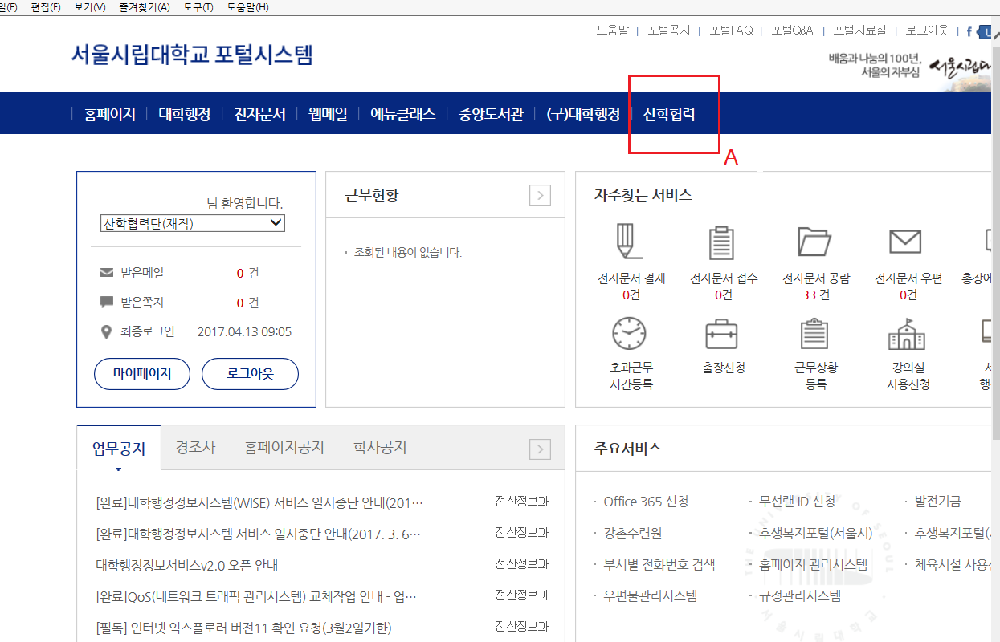 일(F) 편집(E) 보기(V) 즐겨찾기(A) 도구(T) 도움말(H)
도움말 | 포털공지 | 포털FAQ | 포털Q&A | 포털자료실 | 로그아웃 | f
서울시립대학교 포털시스템
배움과 나눔의 100년,
서울의 자부심
서울시립대
홈페이지 대학행정 전자문서 웹메일 에듀클래스 중앙도서관 (구)대학행정 산학협력
A
님 환영합니다.
산학협력단(재직)
받은메일 0 건
받은쪽지 0 건
최종로그인 2017.04.13 09:05
마이페이지 로그아웃
근무현황
· 조회된 내용이 없습니다.
자주찾는 서비스
전자문서 결재
0건
전자문서 접수
0건
전자문서 공람
33 건
전자문서 우편
0건
총장에
초과근무
시간등록
출장신청
근무상황
등록
강의실
사용신청
행
업무공지 경조사 홈페이지공지 학사공지
[완료]대학행정정보시스템(WISE) 서비스 일시중단 안내(201… 전산정보과
[완료]대학행정정보시스템 서비스 일시중단 안내(2017. 3. 6… 전산정보과
대학행정정보서비스v2.0 오픈 안내 전산정보과
[완료]QoS(네트워크 트래픽 관리시스템) 교체작업 안내 - 업… 전산정보과
[필독] 인터넷 익스플로러 버전11 확인 요청(3월2일기한) 전산정보과
주요서비스
· Office 365 신청 · 무선랜 ID 신청 · 발전기금
· 강촌수련원 · 후생복지포털(서울시) · 후생복지포털(
· 부서별 전화번호 검색 · 홈페이지 관리시스템 · 체육시설 사용
· 우편물관리시스템 · 규정관리시스템
THE UNIVERSITY OF SEOUL
서울시립대학교